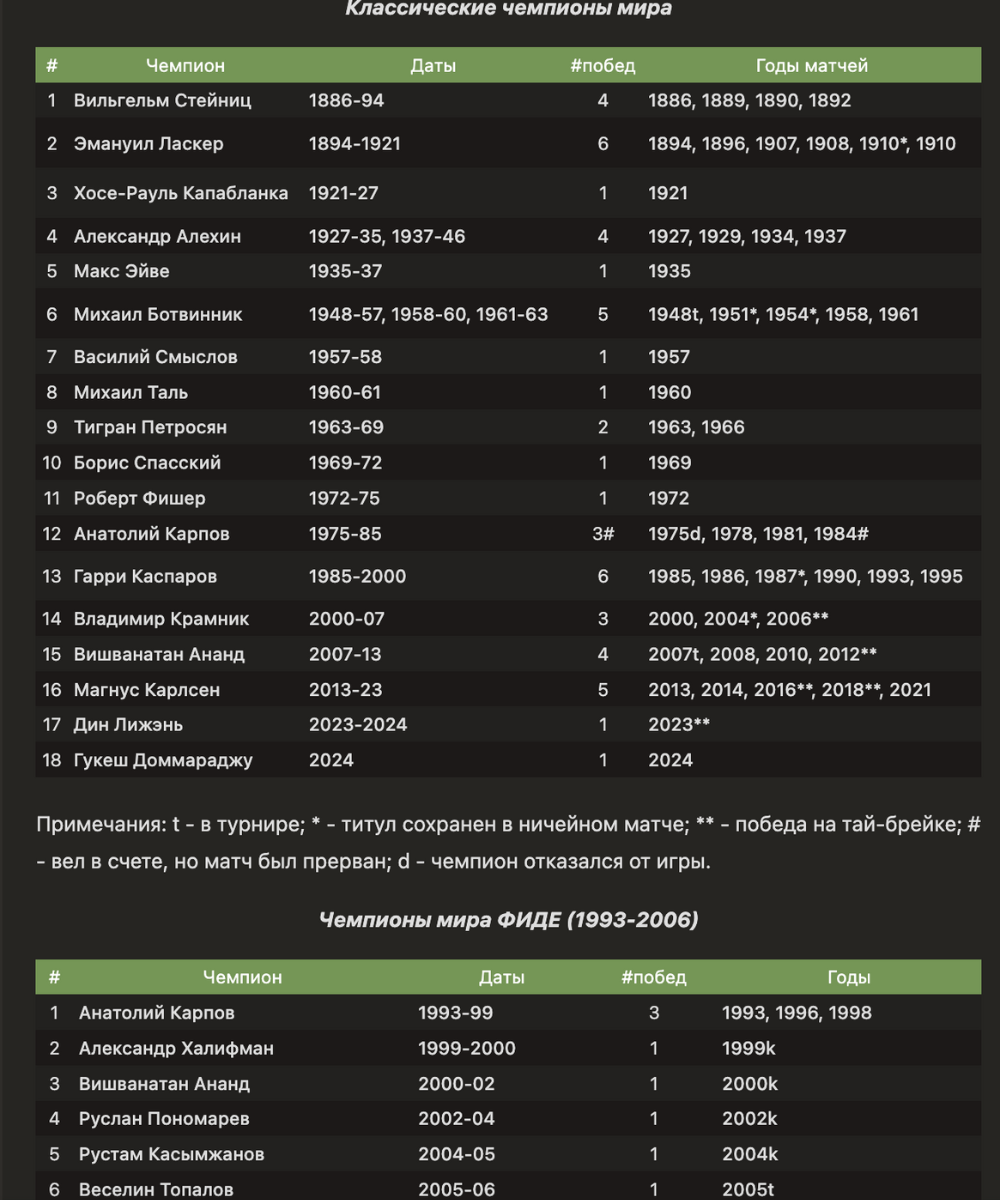 Классические чемпионы мира
# Чемпион Даты #побед Годы матчей
1 Вильгельм Стейниц 1886-94 4 1886, 1889, 1890, 1892
2 Эмануил Ласкер 1894-1921 6 1894, 1896, 1907, 1908, 1910*, 1910
3 Хосе-Рауль Капабланка 1921-27 1 1921
4 Александр Алехин 1927-35, 1937-46 4 1927, 1929, 1934, 1937
5 Макс Эйве 1935-37 1 1935
6 Михаил Ботвинник 1948-57, 1958-60, 1961-63 5 1948t, 1951*, 1954*, 1958, 1961
7 Василий Смыслов 1957-58 1 1957
8 Михаил Таль 1960-61 1 1960
9 Тигран Петросян 1963-69 2 1963, 1966
10 Борис Спасский 1969-72 1 1969
11 Роберт Фишер 1972-75 1 1972
12 Анатолий Карпов 1975-85 3# 1975d, 1978, 1981, 1984#
13 Гарри Каспаров 1985-2000 6 1985, 1986, 1987*, 1990, 1993, 1995
14 Владимир Крамник 2000-07 3 2000, 2004*, 2006**
15 Вишванатан Ананд 2007-13 4 2007t, 2008, 2010, 2012**
16 Магнус Карлсен 2013-23 5 2013, 2014, 2016**, 2018**, 2021
17 Дин Лижэнь 2023-2024 1 2023**
18 Гукеш Доммараджу 2024 1 2024
Примечания: t - в турнире; * - титул сохранен в ничейном матче; ** - победа на тай-брейке; #
- вел в счете, но матч был прерван; d - чемпион отказался от игры.
Чемпионы мира ФИДЕ (1993-2006)
# Чемпион Даты #побед Годы
1 Анатолий Карпов 1993-99 3 1993, 1996, 1998
2 Александр Халифман 1999-2000 1 1999k
3 Вишванатан Ананд 2000-02 1 2000k
4 Руслан Пономарев 2002-04 1 2002k
5 Рустам Касымжанов 2004-05 1 2004k
6 Веселин Топалов 2005-06 1 2005t